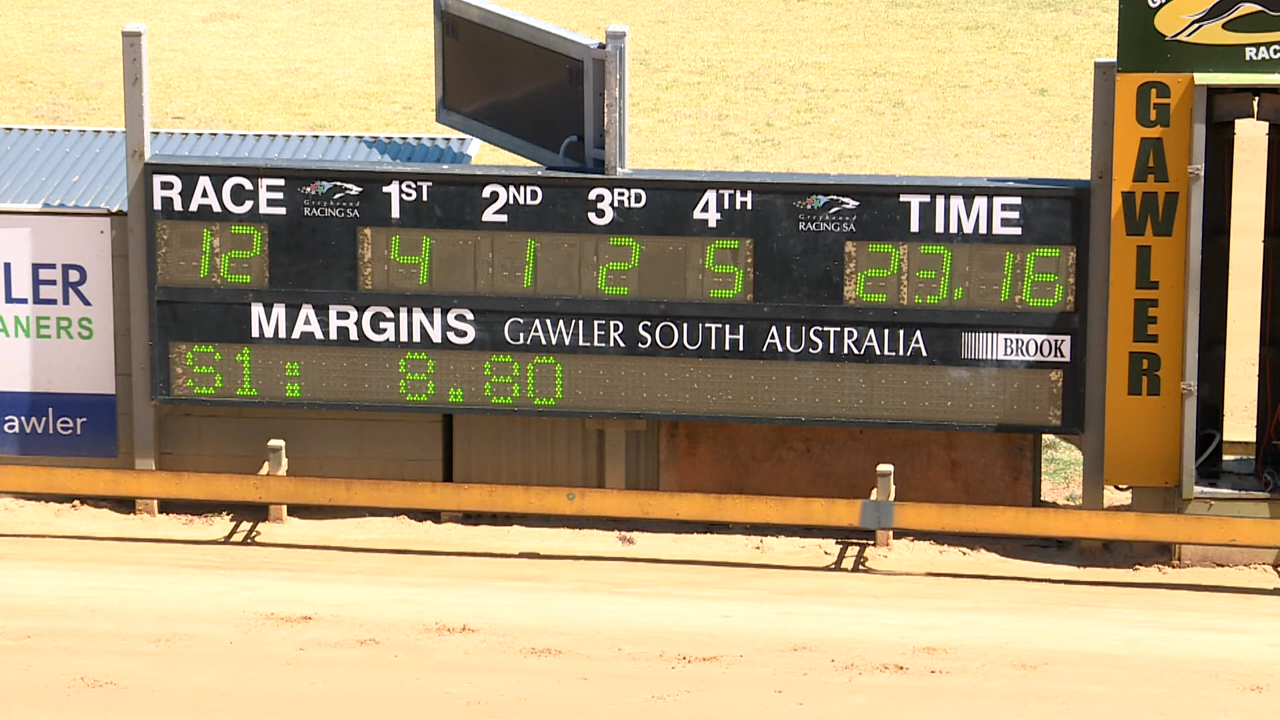 RAC
GAWLER
RACE 1ST 2ND 3RD 4TH TIME
Greyhound RACING SA
Greyhound RACING SA
12 4 1 2 5 23.16
MARGINS GAWLER SOUTH AUSTRALIA BROOK
S1: 8.80
LER
ANERS
awler